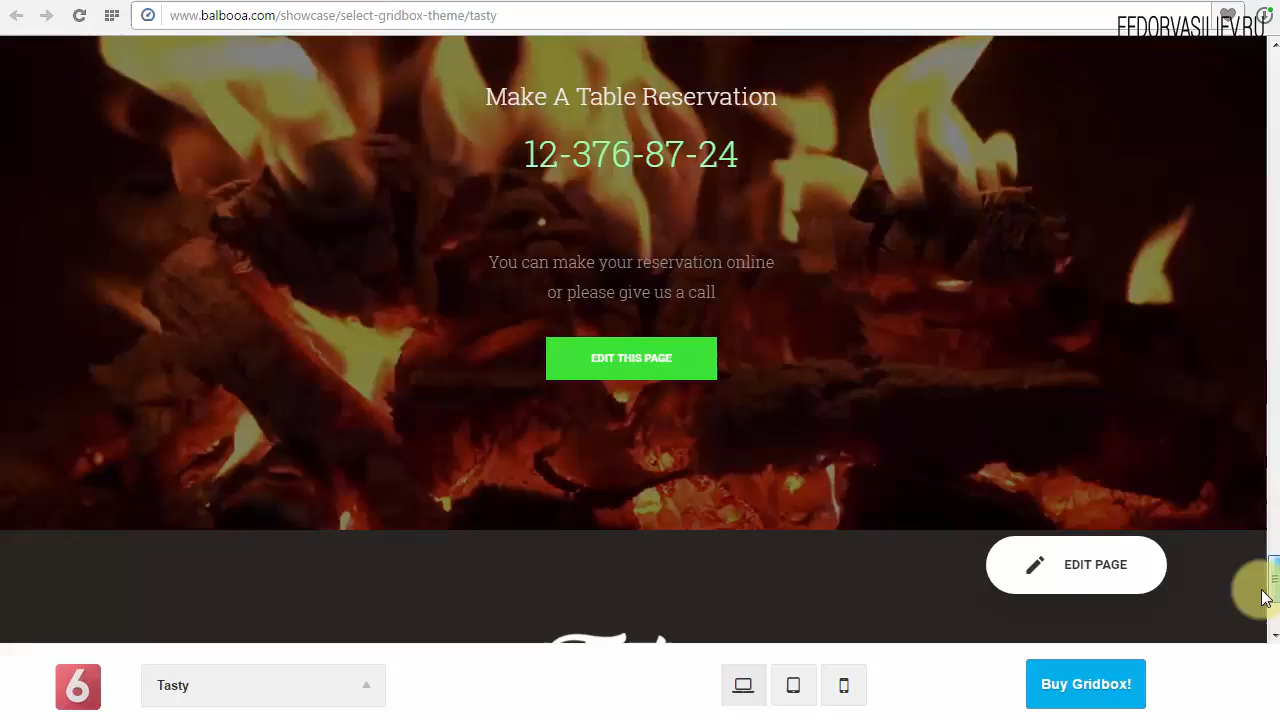 www.balbooa.com/showcase/select-gridbox-theme/tasty
FEDORVASILIEV.RU
Make A Table Reservation
12-376-87-24
You can make your reservation online
or please give us a call
EDIT THIS PAGE
EDIT PAGE
6
Tasty
Buy Gridbox!